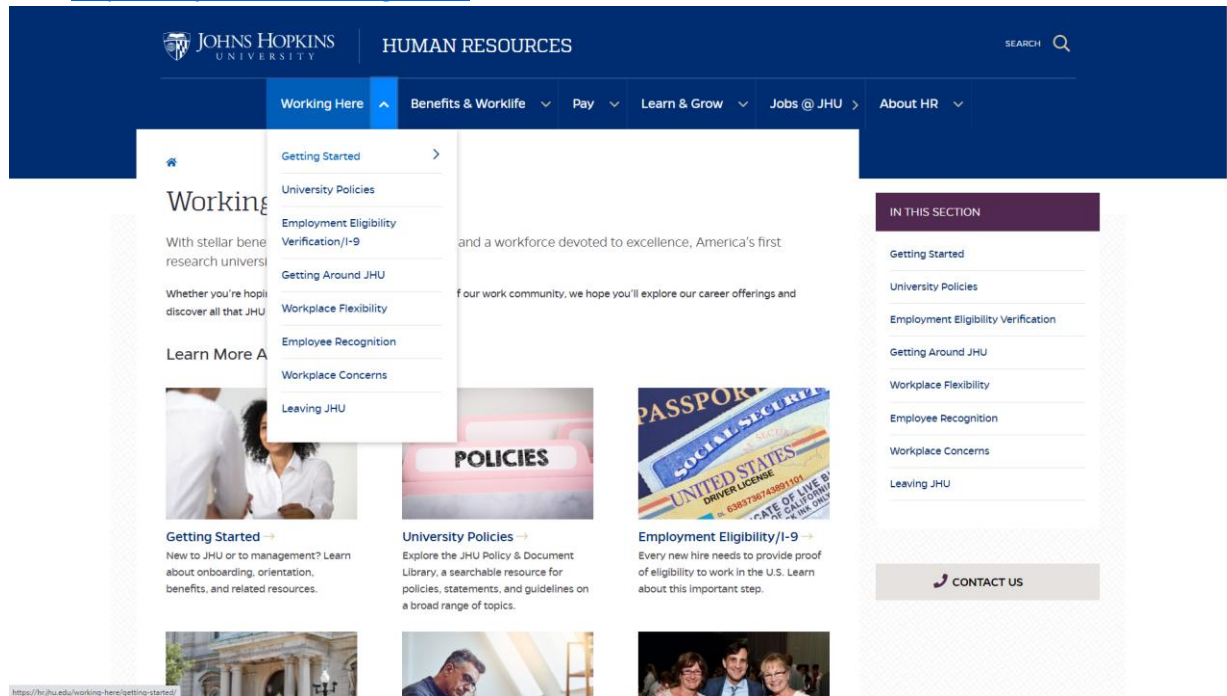 JOHNS HOPKINS
UNIVERSITY
HUMAN RESOURCES
SEARCH
Working Here
Benefits & Worklife
Pay
Learn & Grow
Jobs @ JHU
About HR
Getting Started
University Policies
Employment Eligibility
Verification/I-9
Getting Around JHU
Workplace Flexibility
Employee Recognition
Workplace Concerns
Leaving JHU
Working
With stellar bene
and a workforce devoted to excellence, America's first
research universi
Whether you're hopi
f our work community, we hope you'll explore our career offerings and
discover all that JHU
Learn More A
POLICIES
PASSPORT
SOCIAL SECURITY
UNITED STATES
DRIVER LICENSE
Getting Started →
New to JHU or to management? Learn
about onboarding, orientation,
benefits, and related resources.
University Policies →
Explore the JHU Policy & Document
Library, a searchable resource for
policies, statements, and guidelines on
a broad range of topics.
Employment Eligibility/I-9 →
Every new hire needs to provide proof
of eligibility to work in the U.S. Learn
about this important step.
IN THIS SECTION
Getting Started
University Policies
Employment Eligibility Verification
Getting Around JHU
Workplace Flexibility
Employee Recognition
Workplace Concerns
Leaving JHU
CONTACT US
https://hr.jhu.edu/working-here/getting-started/